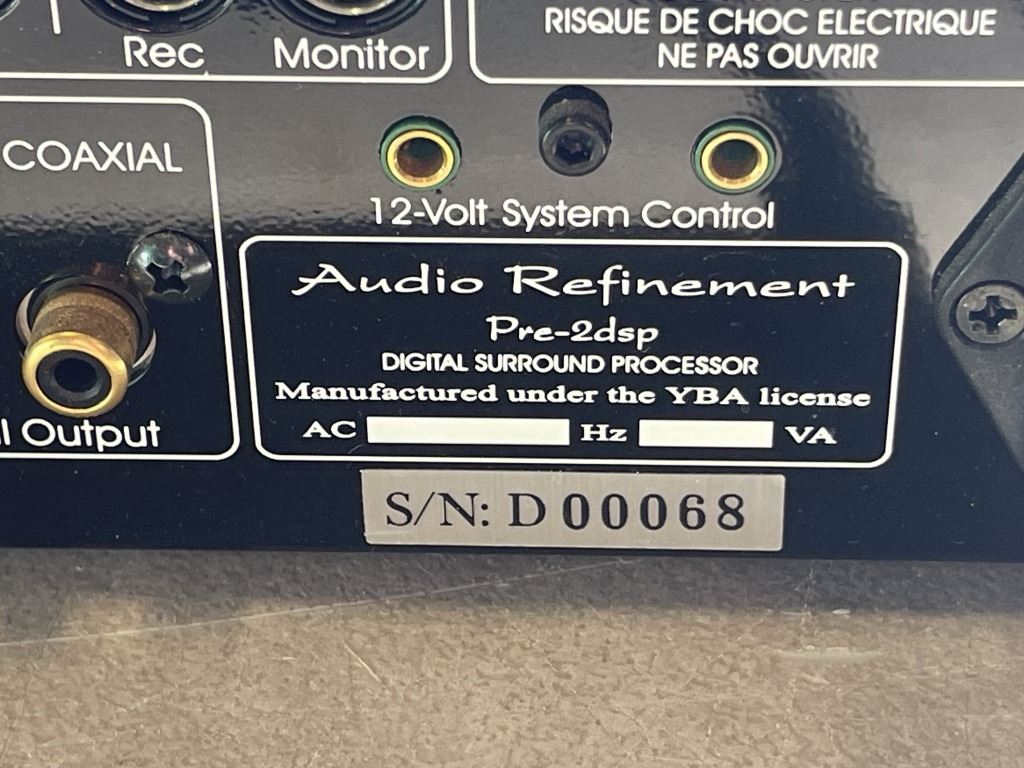 RISQUE DE CHOC ELECTRIQUE
NE PAS OUVRIR
Rec Monitor
COAXIAL
12-Volt System Control
Audio Refinement
Pre-2dsp
DIGITAL SURROUND PROCESSOR
Manufactured under the YBA license
AC Hz VA
Output
S/N: D 00068